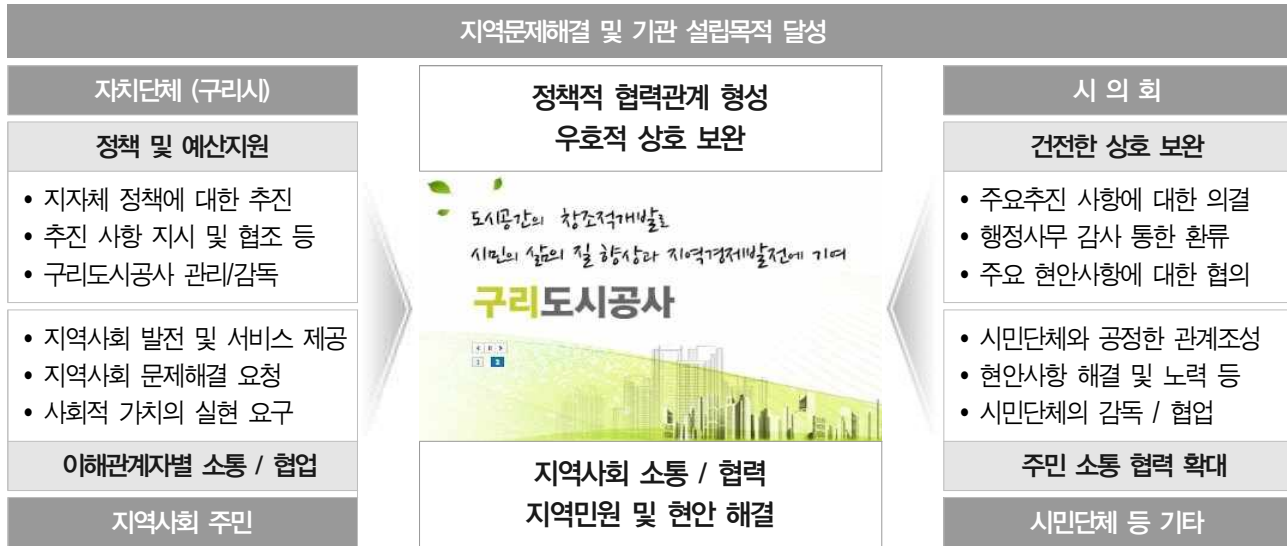 지역문제해결 및 기관 설립목적 달성
자치단체 (구리시)
정책 및 예산지원
• 지자체 정책에 대한 추진
• 추진 사항 지시 및 협조 등
• 구리도시공사 관리/감독
• 지역사회 발전 및 서비스 제공
• 지역사회 문제해결 요청
• 사회적 가치의 실현 요구
이해관계자별 소통 / 협업
지역사회 주민
정책적 협력관계 형성
우호적 상호 보완
도시공간의 창조적개발로
시민의 삶의 질 향상과 지역경제발전에 기여
구리도시공사
1 2
지역사회 소통 / 협력
지역민원 및 현안 해결
시 의 회
건전한 상호 보완
• 주요추진 사항에 대한 의결
• 행정사무 감사 통한 환류
• 주요 현안사항에 대한 협의
• 시민단체와 공정한 관계조성
• 현안사항 해결 및 노력 등
• 시민단체의 감독 / 협업
주민 소통 협력 확대
시민단체 등 기타